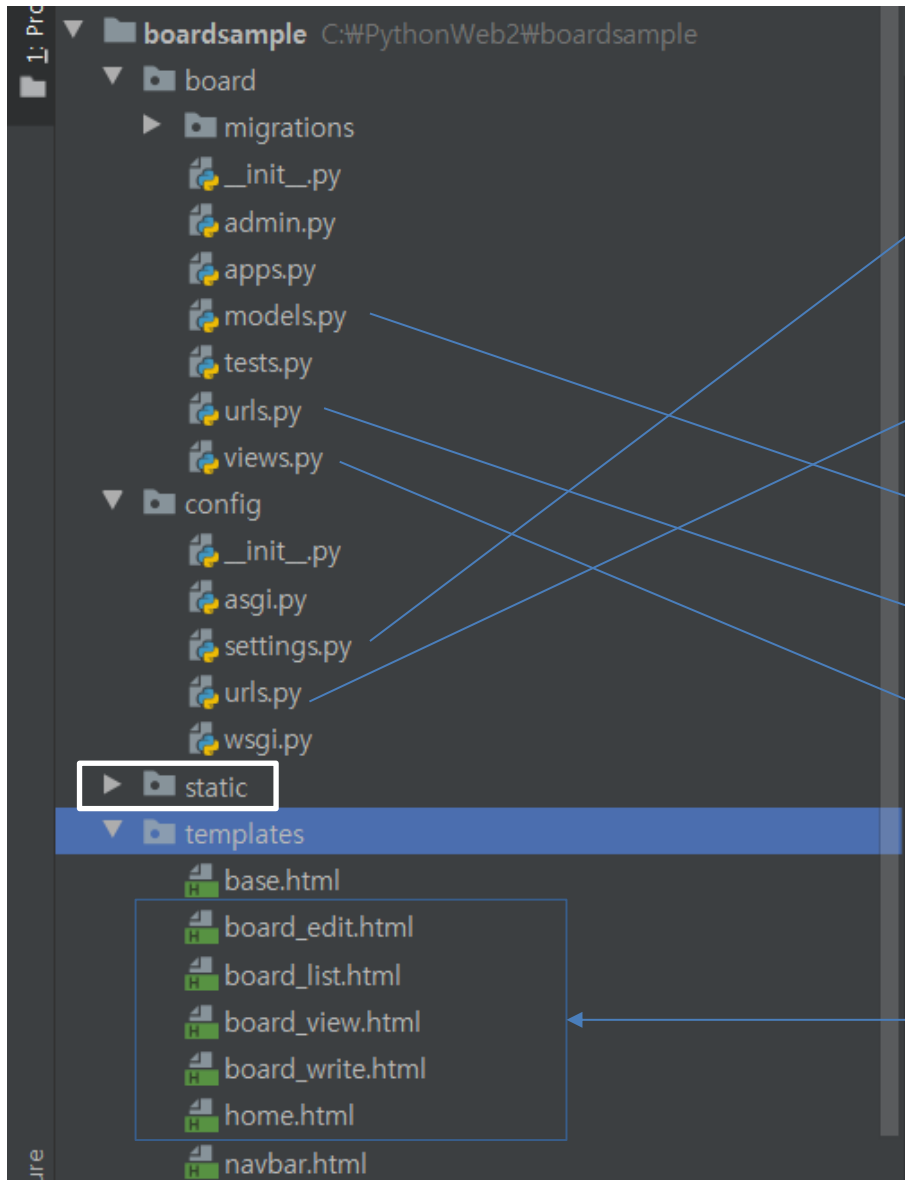 1: Pro
boardsample C:₩PythonWeb2₩boardsample
board
migrations
__init__.py
admin.py
apps.py
models.py
tests.py
urls.py
views.py
config
__init__.py
asgi.py
settings.py
urls.py
wsgi.py
static
templates
base.html
board_edit.html
board_list.html
board_view.html
board_write.html
home.html
navbar.html
ure